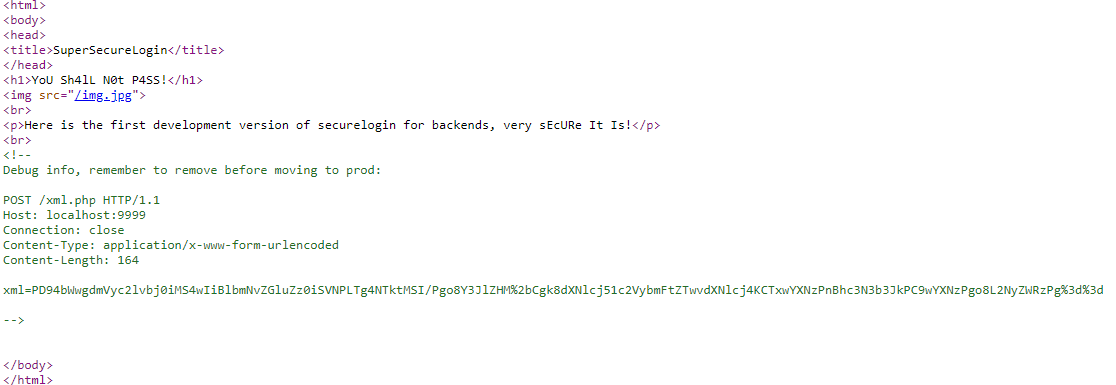 <html>
<body>
<head>
<title>SuperSecureLogin</title>
</head>
<h1>YoU Sh4lL N0t P4SS!</h1>
<img src="/img.jpg">
<br>
<p>Here is the first development version of securelogin for backends, very sEcURe It Is!</p>
<br>
<!--
Debug info, remember to remove before moving to prod:
POST /xml.php HTTP/1.1
Host: localhost:9999
Connection: close
Content-Type: application/x-www-form-urlencoded
Content-Length: 164
xml=PD94bWwgdmVyc2lvbj0iMS4wIiBlbmNvZGluZz0iSVNPLTg4NTktMSI/Pgo8Y3JlZHM%2bCgk8dXNlcj51c2VybmFtZTwvdXNlcj4KCTxwYXNzPnBhc3N3b3JkPC9wYXNzPgo8L2NyZWRzPg%3d%3d
-->
</body>
</html>